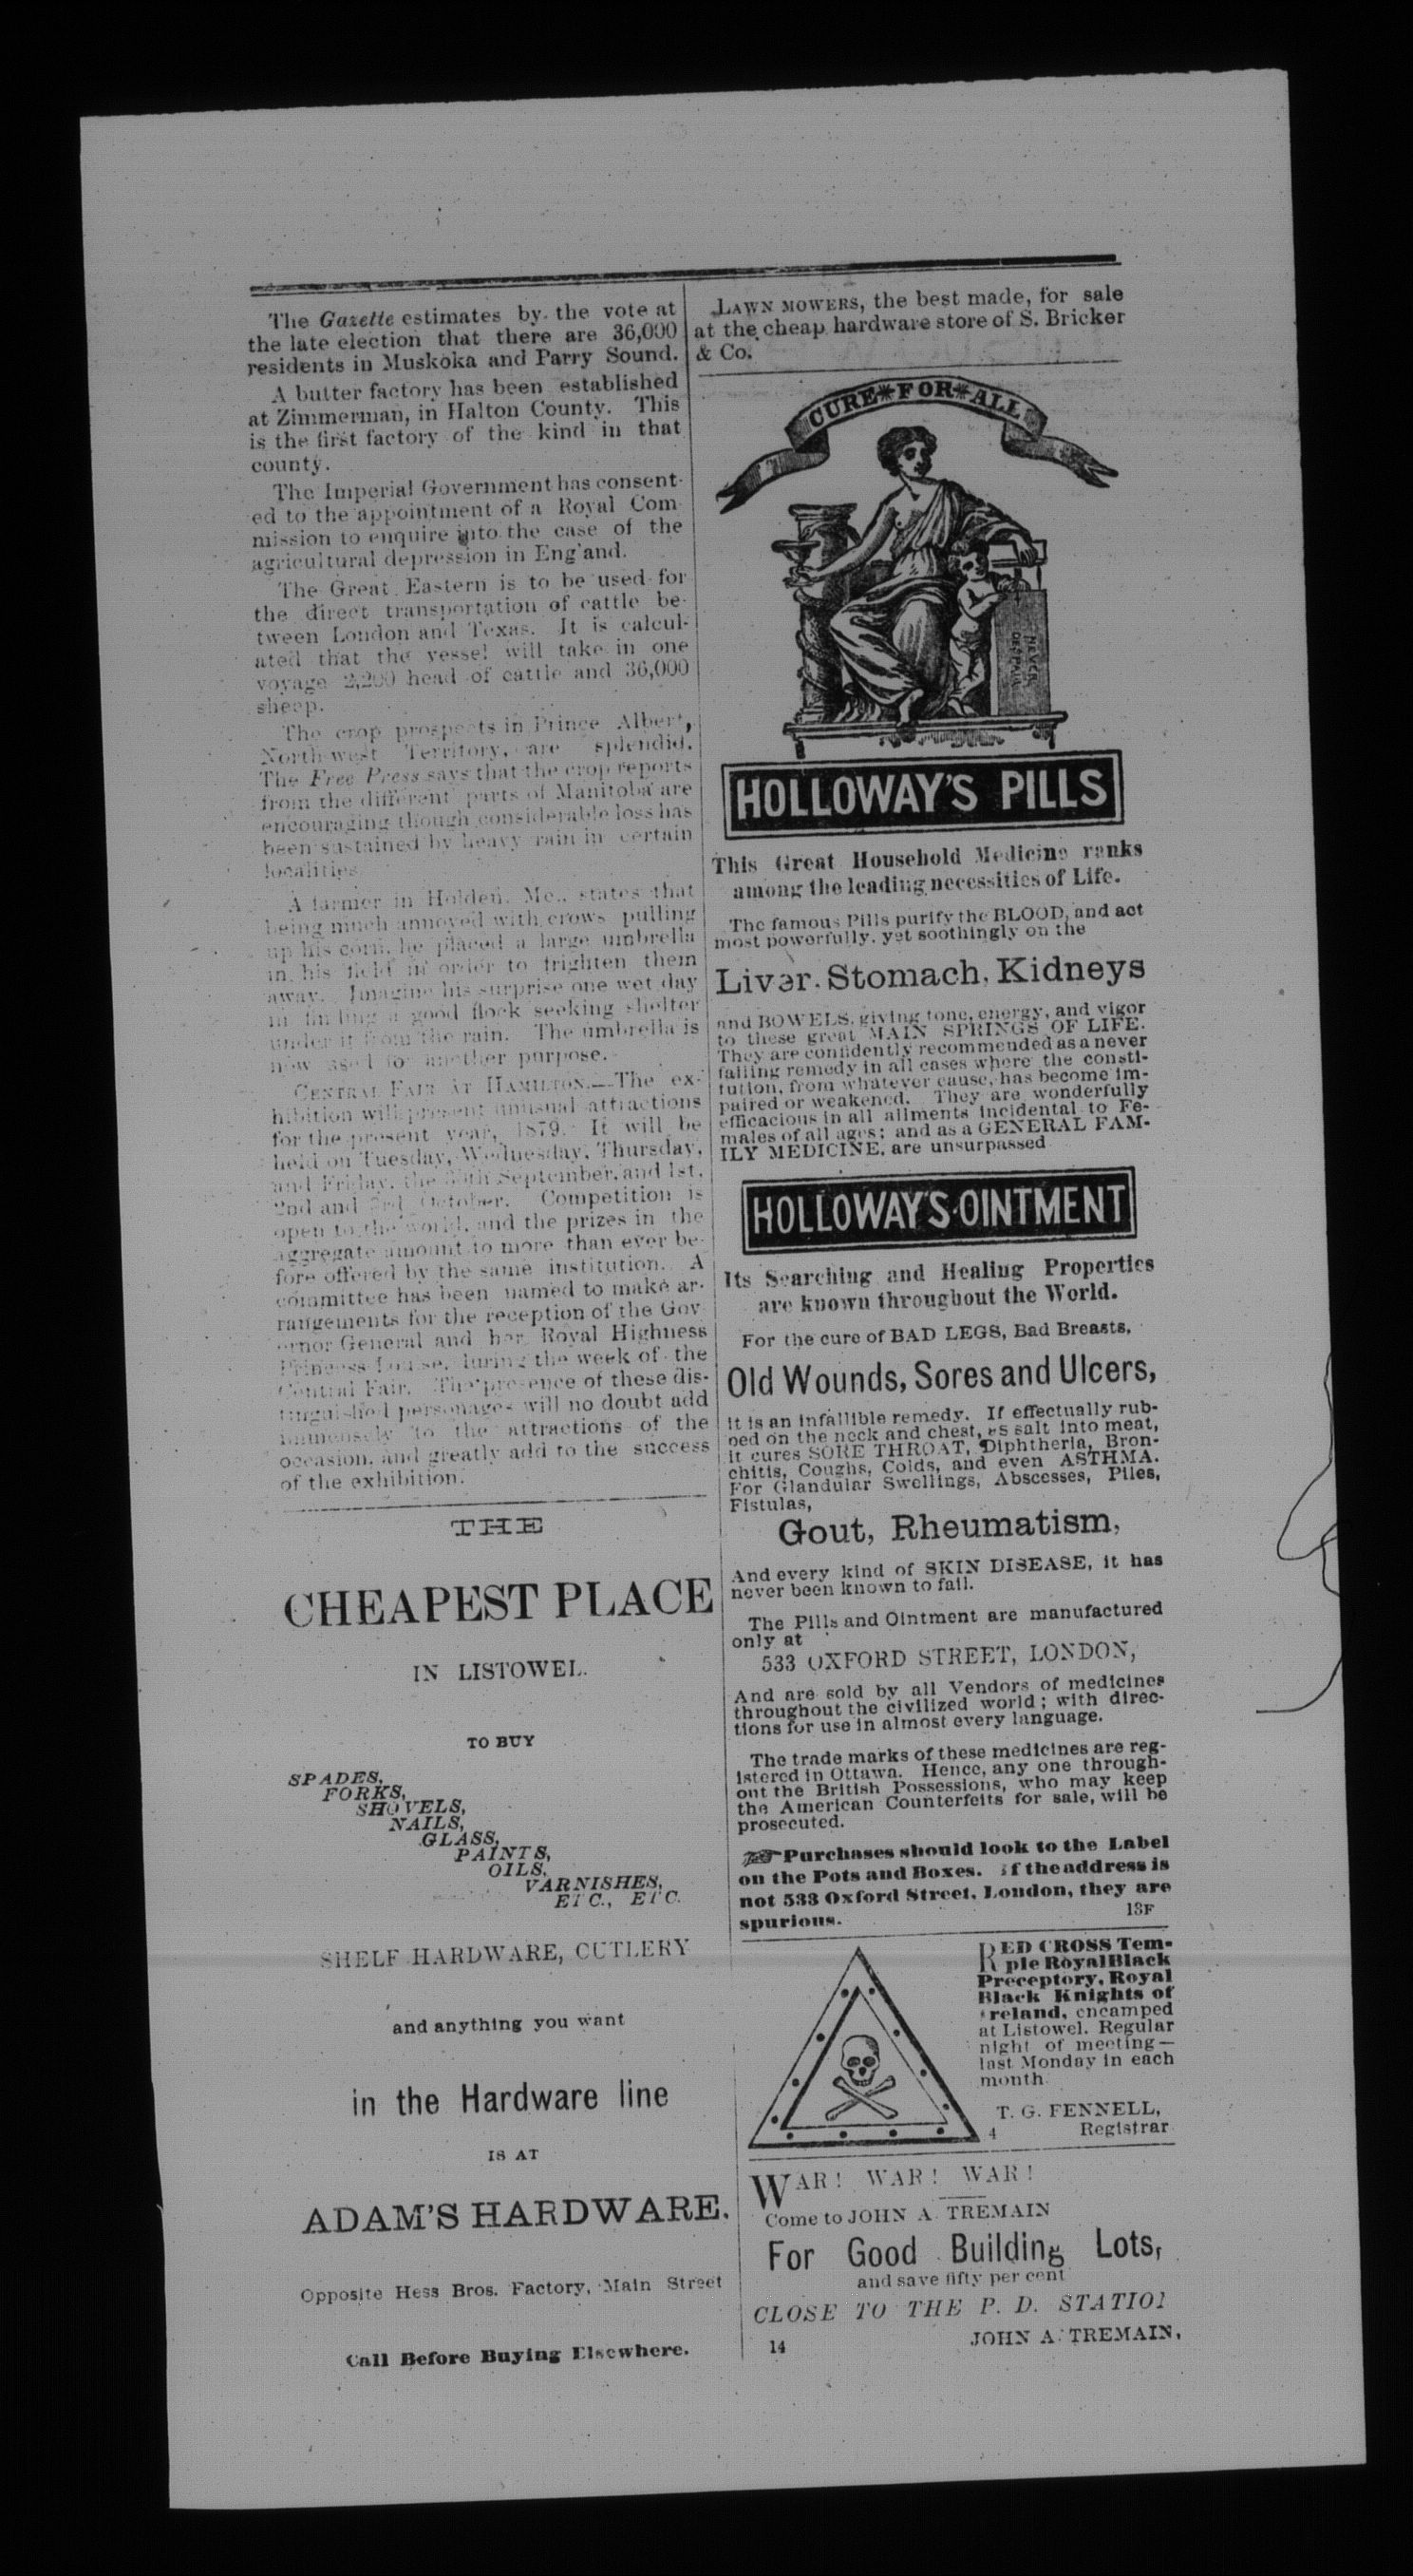 The Gazette estimates by the vote at
the late election that there are 36,000
residents in Muskoka and Parry Sound.
A butter factory has been established
at Zimmerman, in Halton County. This
is the first factory of the kind in that
county.
The Imperial Government has consent-
ed to the appointment of a Royal Com
mission to enquire into the case of the
agricultural depression in England.
The Great Eastern is to be used for
the direct transportation of cattle be-
tween London and Texas. It is calcul-
ated that the vessel will take in one
voyage 2,200 head of cattle and 36,000
sheep.
The crop prospects in Prince Albert,
North-west Territory, are splendid.
The Free Press says that the crop reports
from the different parts of Manitoba are
encouraging though considerable loss has
been sustained by heavy rain in certain
localities.
A farmer in Holden, Me., states that
being much annoyed with crows pulling
up his corn, he placed a large umbrella
in his field in order to frighten them
away. Imagine his surprise one wet day
in finding a good flock seeking shelter
under it from the rain. The umbrella is
now used for another purpose.
CENTRAL FAIR AT HAMILTON.—The ex-
hibition will present unusual attractions
for the present year, 1879. It will be
held on Tuesday, Wednesday, Thursday,
and Friday, the 30th September, and 1st,
2nd and 3rd October. Competition is
open to the world, and the prizes in the
aggregate amount to more than ever be-
fore offered by the same institution. A
committee has been named to make ar-
rangements for the reception of the Gov
ernor General and her Royal Highness
Princess Louise, during the week of the
Central Fair. The presence of these dis-
tinguished personages will no doubt add
immensely to the attractions of the
occasion, and greatly add to the success
of the exhibition.
THE
CHEAPEST PLACE
IN LISTOWEL.
TO BUY
SPADES,
FORKS,
SHOVELS,
NAILS,
GLASS,
PAINTS,
OILS,
VARNISHES,
ETC., ETC.
SHELF HARDWARE, CUTLERY
and anything you want
in the Hardware line
IS AT
ADAM'S HARDWARE.
Opposite Hess Bros. Factory, Main Street
Call Before Buying Elsewhere.
LAWN MOWERS, the best made, for sale
at the cheap hardware store of S. Bricker
& Co.
CURE*FOR*ALL
NEVER
DESPAIR
HOLLOWAY'S PILLS
This Great Household Medicine ranks
among the leading necessities of Life.
The famous Pills purify the BLOOD, and act
most powerfully, yet soothingly on the
Liver, Stomach, Kidneys
and BOWELS, giving tone, energy, and vigor
to these great MAIN SPRINGS OF LIFE.
They are confidently recommended as a never
failing remedy in all cases where the consti-
tution, from whatever cause, has become im-
paired or weakened. They are wonderfully
efficacious in all ailments incidental to Fe-
males of all ages; and as a GENERAL FAM-
ILY MEDICINE, are unsurpassed
HOLLOWAY'S OINTMENT
Its Searching and Healing Properties
are known throughout the World.
For the cure of BAD LEGS, Bad Breasts,
Old Wounds, Sores and Ulcers,
it is an infallible remedy. If effectually rub-
bed on the neck and chest, as salt into meat,
it cures SORE THROAT, Diphtheria, Bron-
chitis, Coughs, Colds, and even ASTHMA.
For Glandular Swellings, Abscesses, Piles,
Fistulas,
Gout, Rheumatism,
And every kind of SKIN DISEASE, it has
never been known to fail.
The Pills and Ointment are manufactured
only at
533 OXFORD STREET, LONDON,
And are sold by all Vendors of medicines
throughout the civilized world; with direc-
tions for use in almost every language.
The trade marks of these medicines are reg-
istered in Ottawa. Hence, any one through-
out the British Possessions, who may keep
the American Counterfeits for sale, will be
prosecuted.
Purchases should look to the Label
on the Pots and Boxes. If the address is
not 533 Oxford Street, London, they are
spurious.
13F
RED CROSS Tem-
ple Royal Black
Preceptory, Royal
Black Knights of
Ireland, encamped
at Listowel. Regular
night of meeting—
last Monday in each
month.
T. G. FENNELL,
4 Registrar
WAR! WAR! WAR!
Come to JOHN A. TREMAIN
For Good Building Lots,
and save fifty per cent
CLOSE TO THE P. D. STATION
JOHN A. TREMAIN,
14